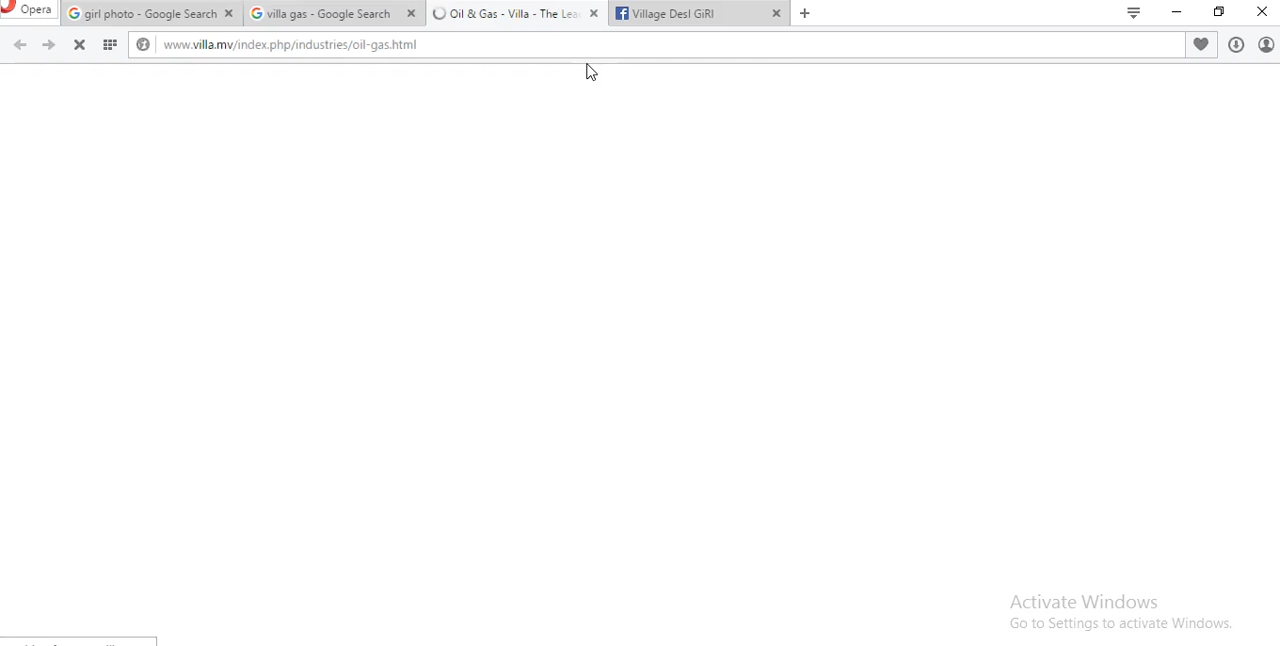 Opera
girl photo - Google Search
villa gas - Google Search
Oil & Gas - Villa - The Lea
Village DesI GiRl
www.villa.mv/index.php/industries/oil-gas.html
Activate Windows
Go to Settings to activate Windows.